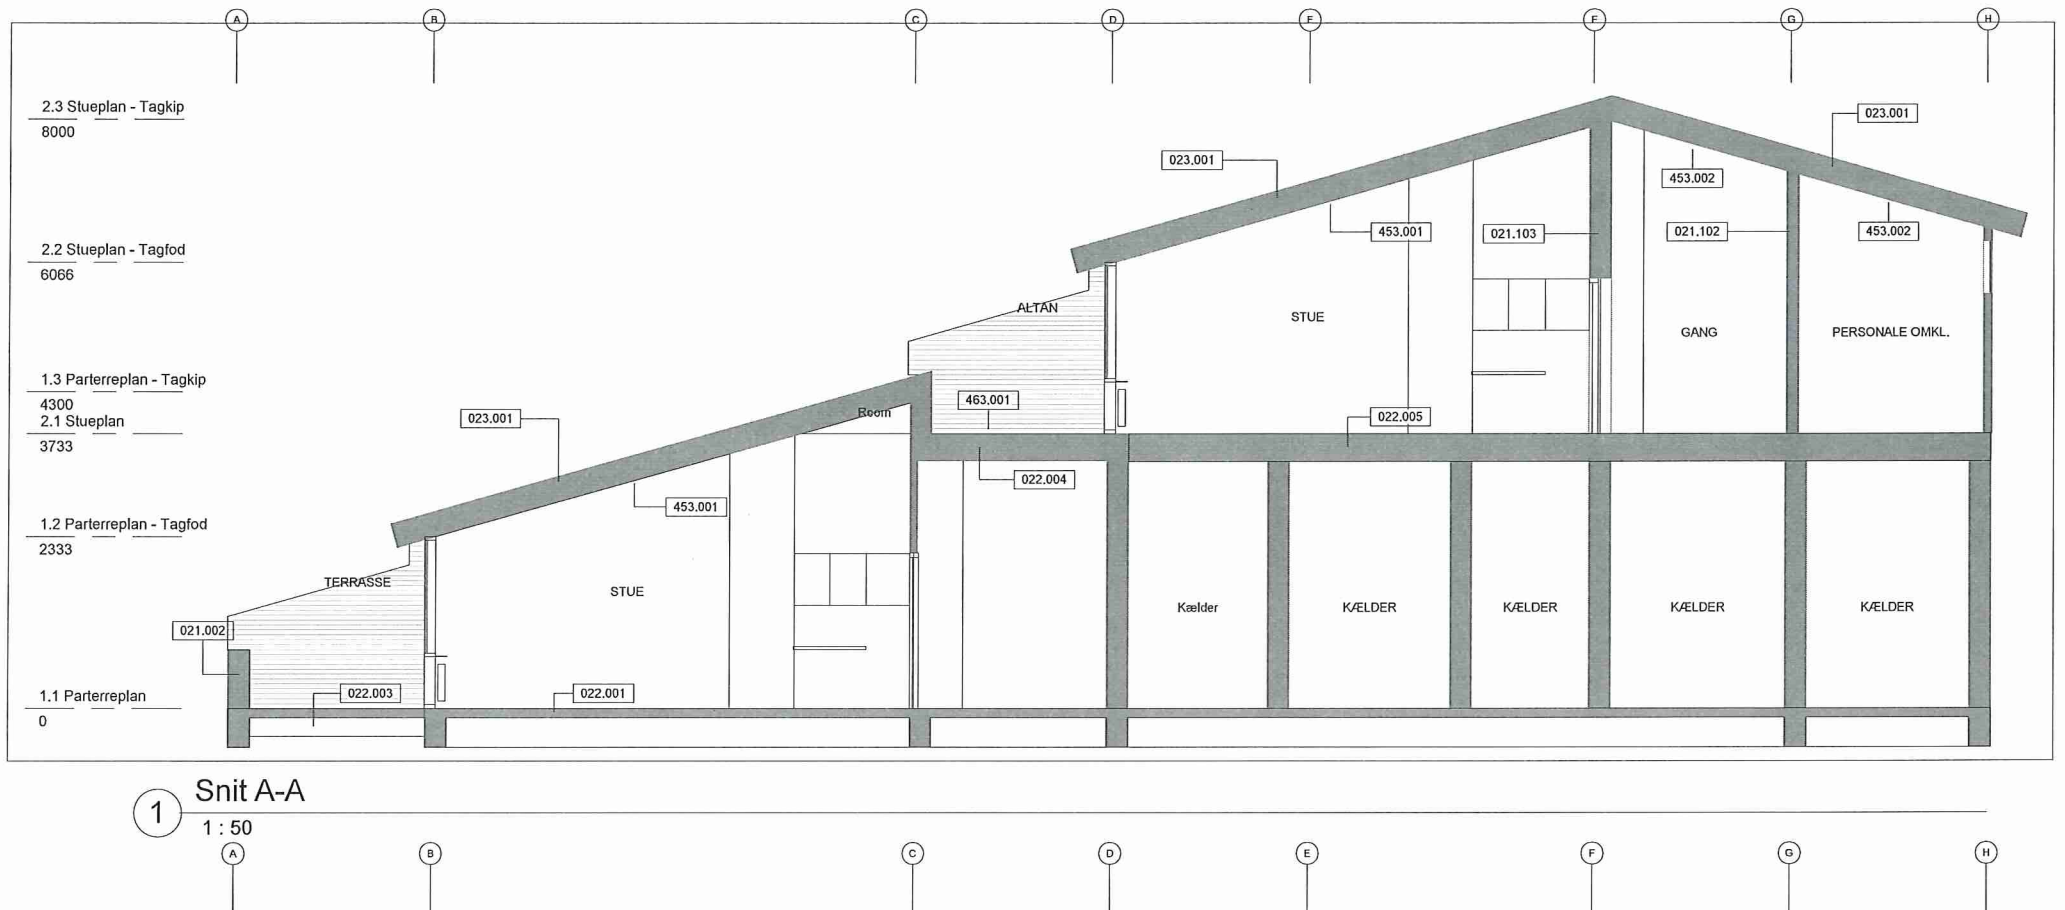 A B C D E F G H
2.3 Stueplan - Tagkip
8000
023.001
023.001
453.002
453.001
021.103
021.102
453.002
2.2 Stueplan - Tagfod
6066
ALTAN
STUE
GANG
PERSONALE OMKL.
1.3 Parterreplan - Tagkip
4300
463.001
Room
023.001
022.005
2.1 Stueplan
3733
022.004
453.001
1.2 Parterreplan - Tagfod
2333
TERRASSE
STUE
Kælder
KÆLDER
KÆLDER
KÆLDER
KÆLDER
021.002
022.003
022.001
1.1 Parterreplan
0
1
Snit A-A
1 : 50
A B C D E F G H